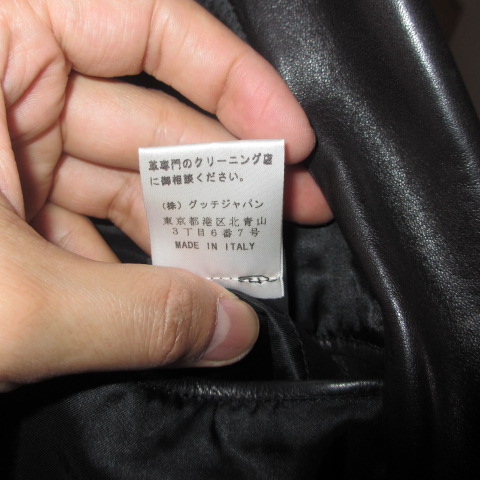 革専門のクリーニング店
に御相談ください。
(株) グッチジャパン
東京都港区北青山
3丁目6番7号
MADE IN ITALY